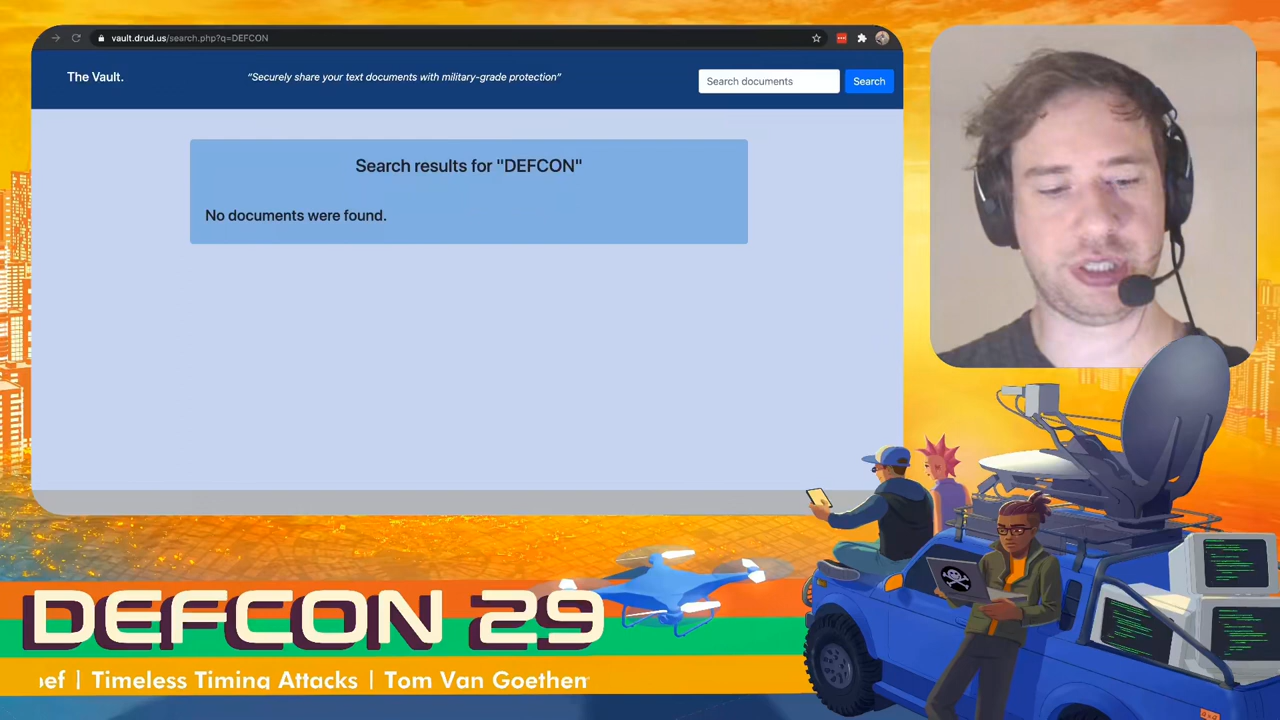 vault.drud.us/search.php?q=DEFCON
The Vault.
“Securely share your text documents with military-grade protection”
Search documents
Search
Search results for "DEFCON"
No documents were found.
DEFCON 29
ef | Timeless Timing Attacks | Tom Van Goethem